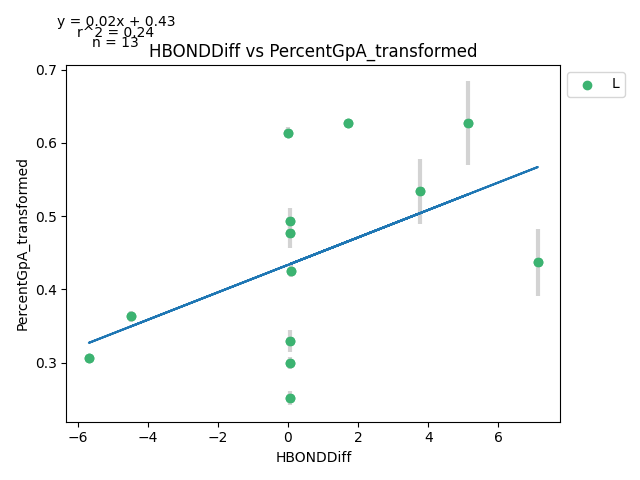 y = 0.02x + 0.43
r^2 = 0.24
n = 13
HBONDDiff vs PercentGpA_transformed
L
PercentGpA_transformed
0.7
0.6
0.5
0.4
0.3
−6
−4
−2
0
2
4
6
HBONDDiff